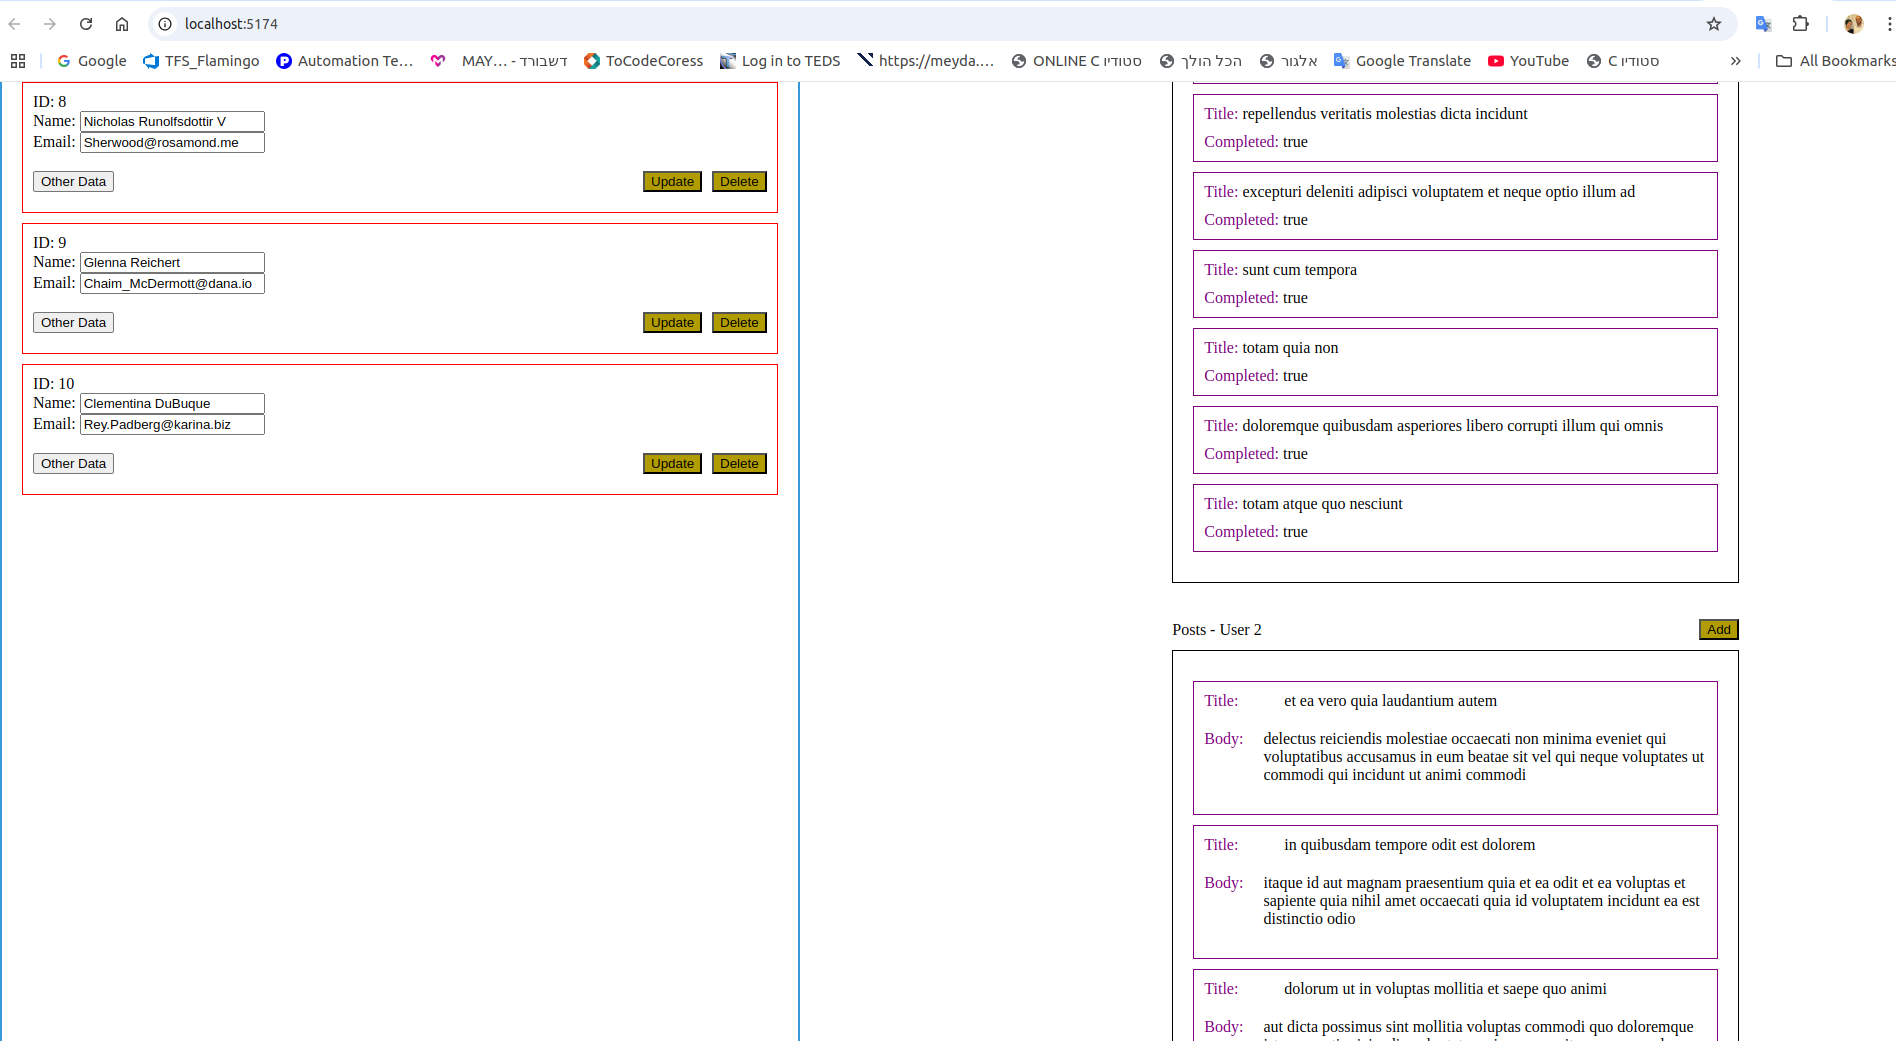 localhost:5174
Google
TFS_Flamingo
Automation Te...
MAY... - דשבורד
ToCodeCoress
Log in to TEDS
https://meyda....
ONLINE C סטודיו
הכל הולך
אלגור
Google Translate
YouTube
C סטודיו
»
All Bookmarks
ID: 8
Name: Nicholas Runolfsdottir V
Email: Sherwood@rosamond.me
Other Data
Update
Delete
ID: 9
Name: Glenna Reichert
Email: Chaim_McDermott@dana.io
Other Data
Update
Delete
ID: 10
Name: Clementina DuBuque
Email: Rey.Padberg@karina.biz
Other Data
Update
Delete
Title: repellendus veritatis molestias dicta incidunt
Completed: true
Title: excepturi deleniti adipisci voluptatem et neque optio illum ad
Completed: true
Title: sunt cum tempora
Completed: true
Title: totam quia non
Completed: true
Title: doloremque quibusdam asperiores libero corrupti illum qui omnis
Completed: true
Title: totam atque quo nesciunt
Completed: true
Posts - User 2
Add
Title: et ea vero quia laudantium autem
Body: delectus reiciendis molestiae occaecati non minima eveniet qui
voluptatibus accusamus in eum beatae sit vel qui neque voluptates ut
commodi qui incidunt ut animi commodi
Title: in quibusdam tempore odit est dolorem
Body: itaque id aut magnam praesentium quia et ea odit et ea voluptas et
sapiente quia nihil amet occaecati quia id voluptatem incidunt ea est
distinctio odio
Title: dolorum ut in voluptas mollitia et saepe quo animi
Body: aut dicta possimus sint mollitia voluptas commodi quo doloremque